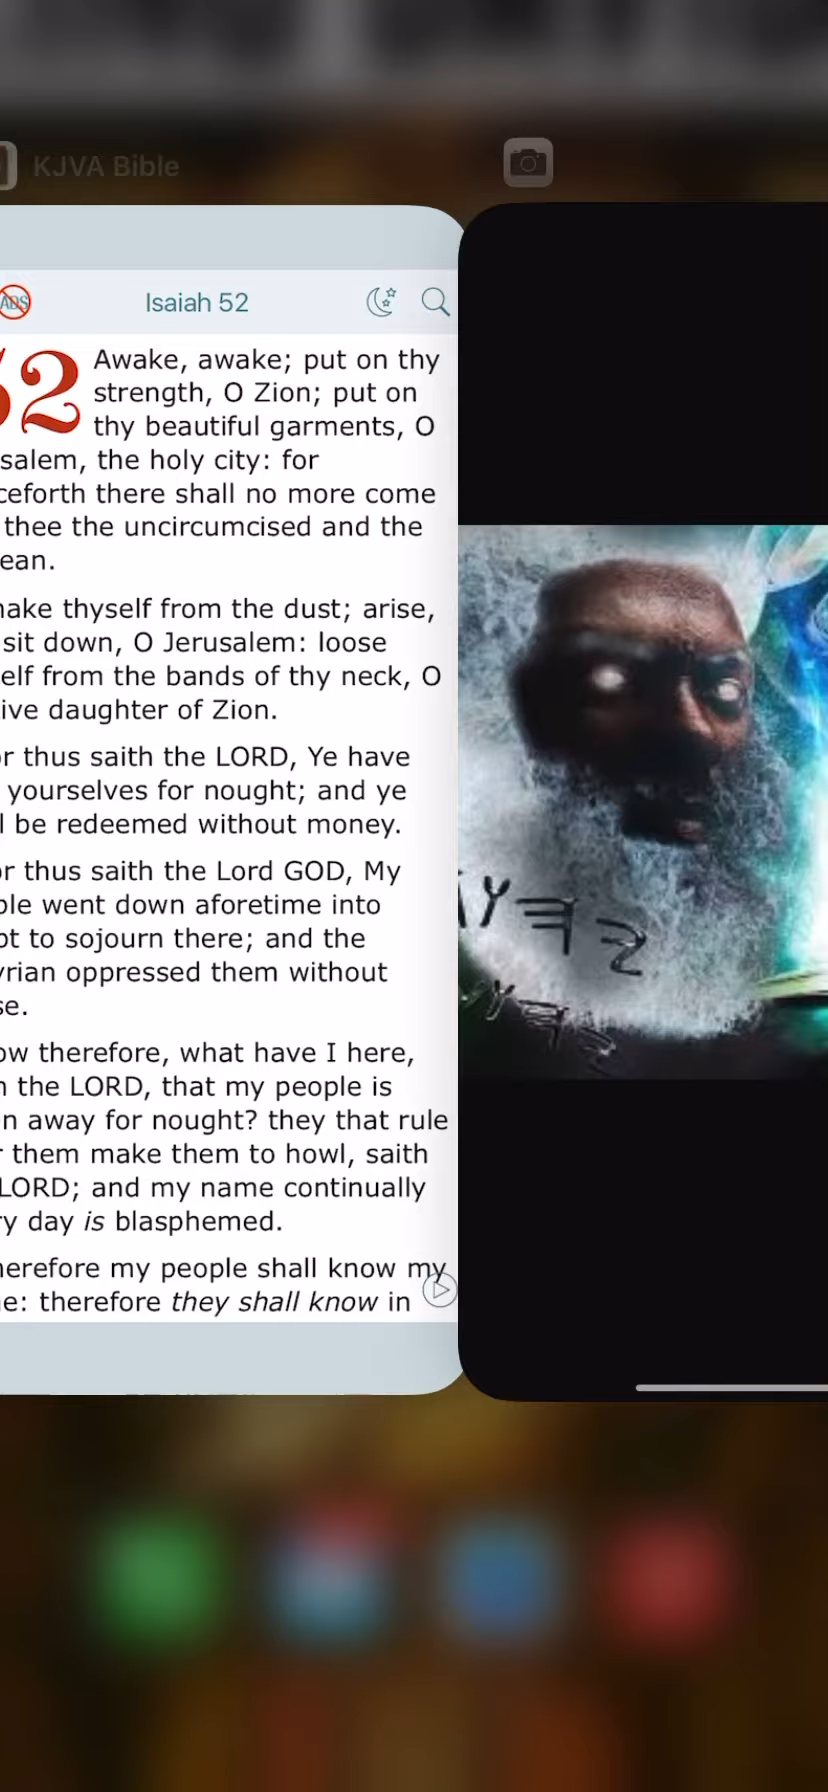 KJVA Bible
ADS
Isaiah 52
52 Awake, awake; put on thy
strength, O Zion; put on
thy beautiful garments, O
salem, the holy city: for
ceforth there shall no more come
thee the uncircumcised and the
ean.
hake thyself from the dust; arise,
sit down, O Jerusalem: loose
elf from the bands of thy neck, O
ive daughter of Zion.
or thus saith the LORD, Ye have
yourselves for nought; and ye
l be redeemed without money.
or thus saith the Lord GOD, My
ple went down aforetime into
pt to sojourn there; and the
yrian oppressed them without
se.
ow therefore, what have I here,
h the LORD, that my people is
n away for nought? they that rule
r them make them to howl, saith
LORD; and my name continually
ry day is blasphemed.
herefore my people shall know my
e: therefore they shall know in